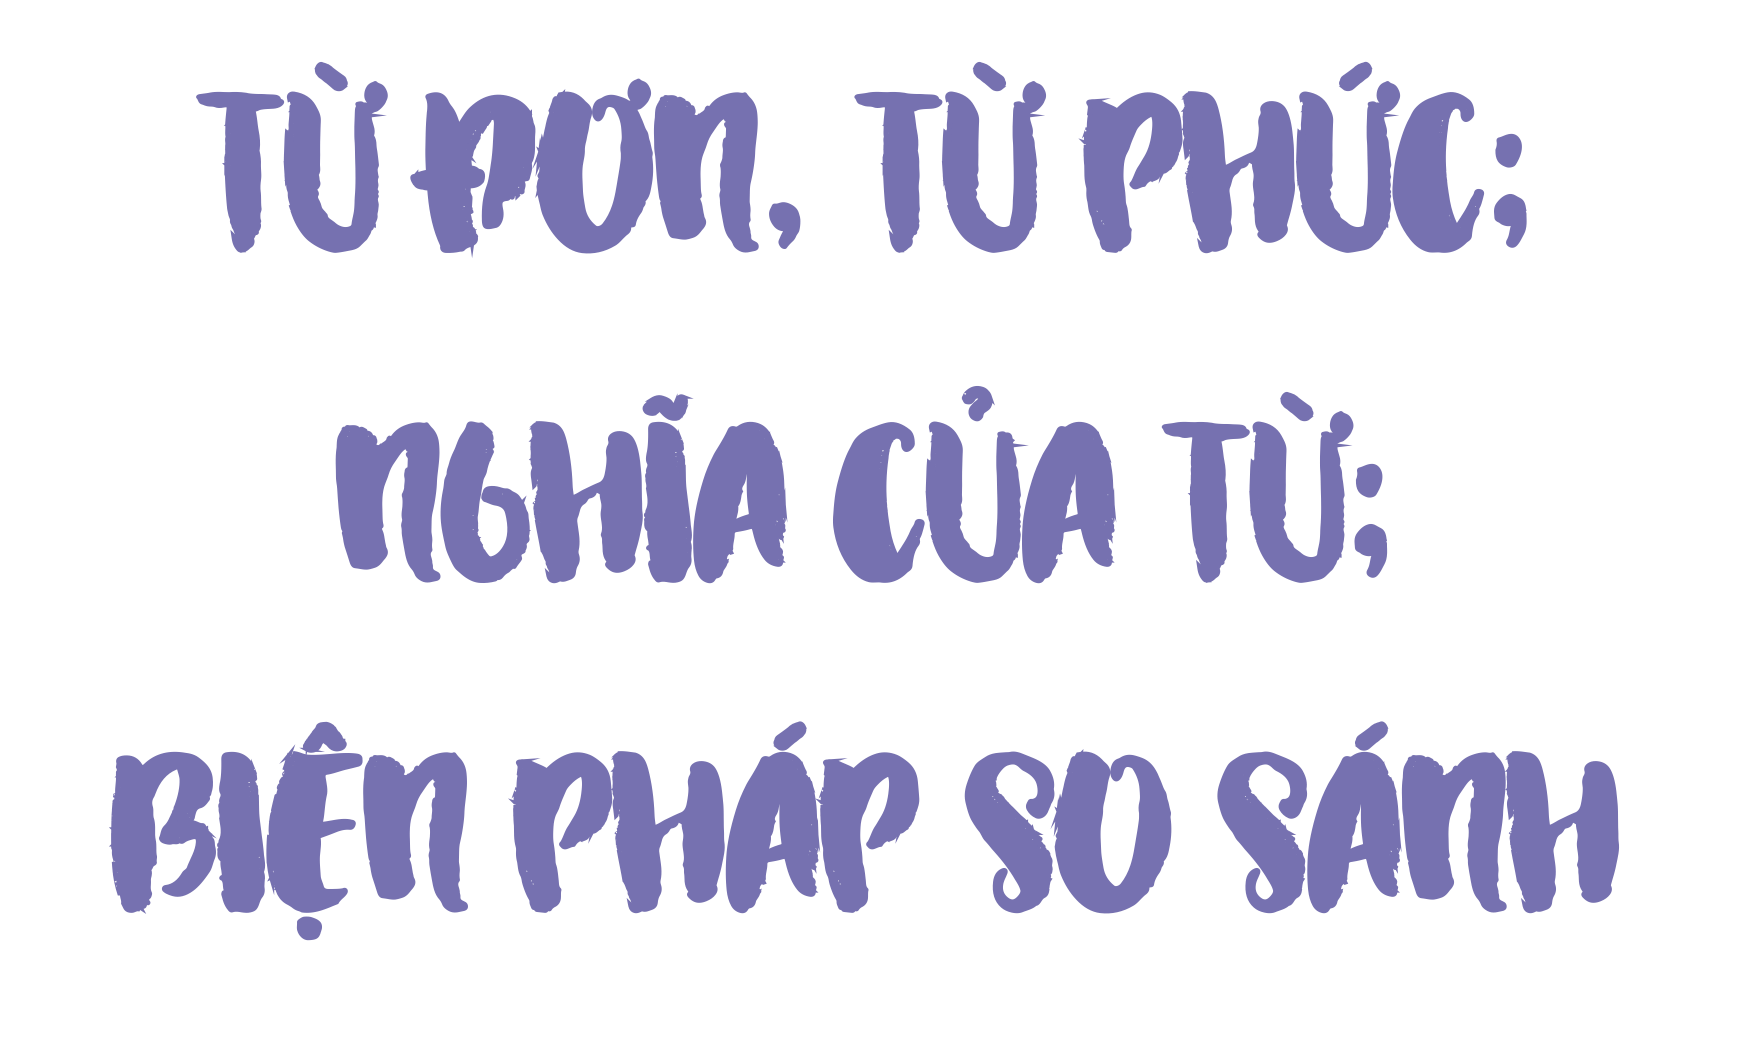 TỪ ĐƠN, TỪ PHỨC;
NGHĨA CỦA TỪ;
BIỆN PHÁP SO SÁNH